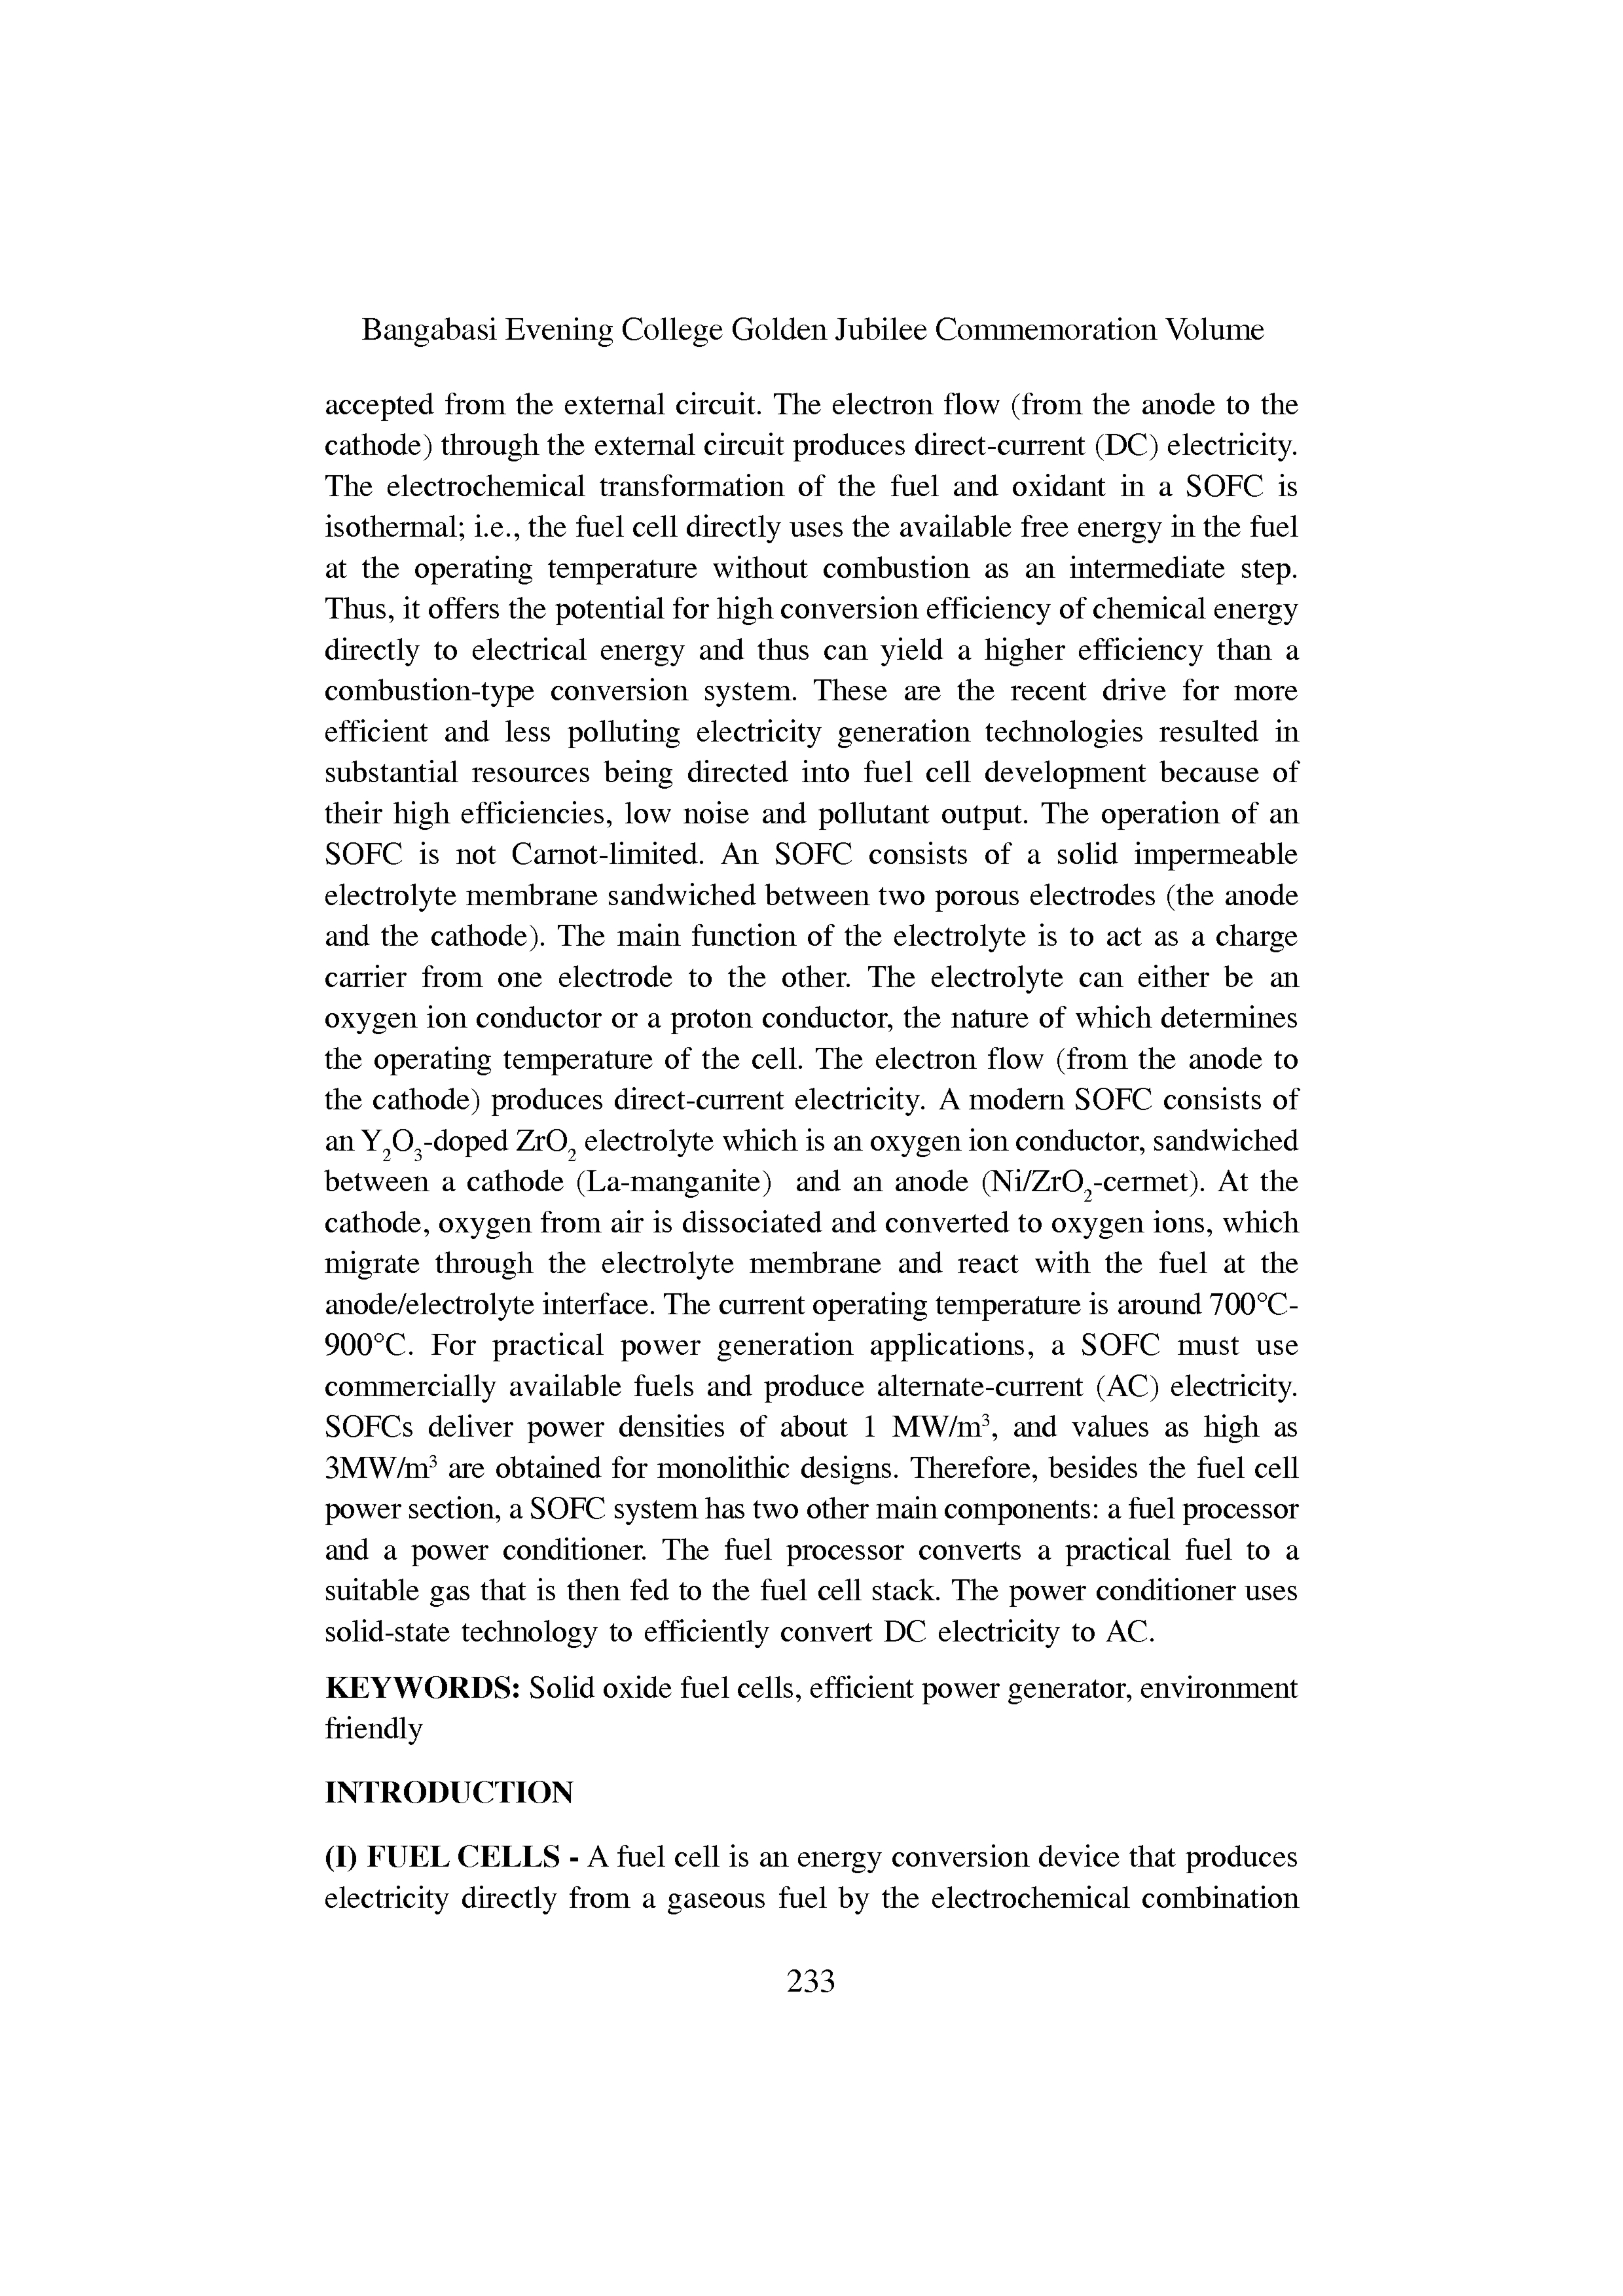 Bangabasi Evening College Golden Jubilee Commemoration Volume
accepted from the external circuit. The electron flow (from the anode to the
cathode) through the external circuit produces direct-current (DC) electricity.
The electrochemical transformation of the fuel and oxidant in a SOFC is
isothermal; i.e., the fuel cell directly uses the available free energy in the fuel
at the operating temperature without combustion as an intermediate step.
Thus, it offers the potential for high conversion efficiency of chemical energy
directly to electrical energy and thus can yield a higher efficiency than a
combustion-type conversion system. These are the recent drive for more
efficient and less polluting electricity generation technologies resulted in
substantial resources being directed into fuel cell development because of
their high efficiencies, low noise and pollutant output. The operation of an
SOFC is not Carnot-limited. An SOFC consists of a solid impermeable
electrolyte membrane sandwiched between two porous electrodes (the anode
and the cathode). The main function of the electrolyte is to act as a charge
carrier from one electrode to the other. The electrolyte can either be an
oxygen ion conductor or a proton conductor, the nature of which determines
the operating temperature of the cell. The electron flow (from the anode to
the cathode) produces direct-current electricity. A modern SOFC consists of
an Y₂O₃-doped ZrO₂ electrolyte which is an oxygen ion conductor, sandwiched
between a cathode (La-manganite) and an anode (Ni/ZrO₂-cermet). At the
cathode, oxygen from air is dissociated and converted to oxygen ions, which
migrate through the electrolyte membrane and react with the fuel at the
anode/electrolyte interface. The current operating temperature is around 700°C-
900°C. For practical power generation applications, a SOFC must use
commercially available fuels and produce alternate-current (AC) electricity.
SOFCs deliver power densities of about 1 MW/m³, and values as high as
3MW/m³ are obtained for monolithic designs. Therefore, besides the fuel cell
power section, a SOFC system has two other main components: a fuel processor
and a power conditioner. The fuel processor converts a practical fuel to a
suitable gas that is then fed to the fuel cell stack. The power conditioner uses
solid-state technology to efficiently convert DC electricity to AC.
KEYWORDS: Solid oxide fuel cells, efficient power generator, environment
friendly
INTRODUCTION
(I) FUEL CELLS - A fuel cell is an energy conversion device that produces
electricity directly from a gaseous fuel by the electrochemical combination
233